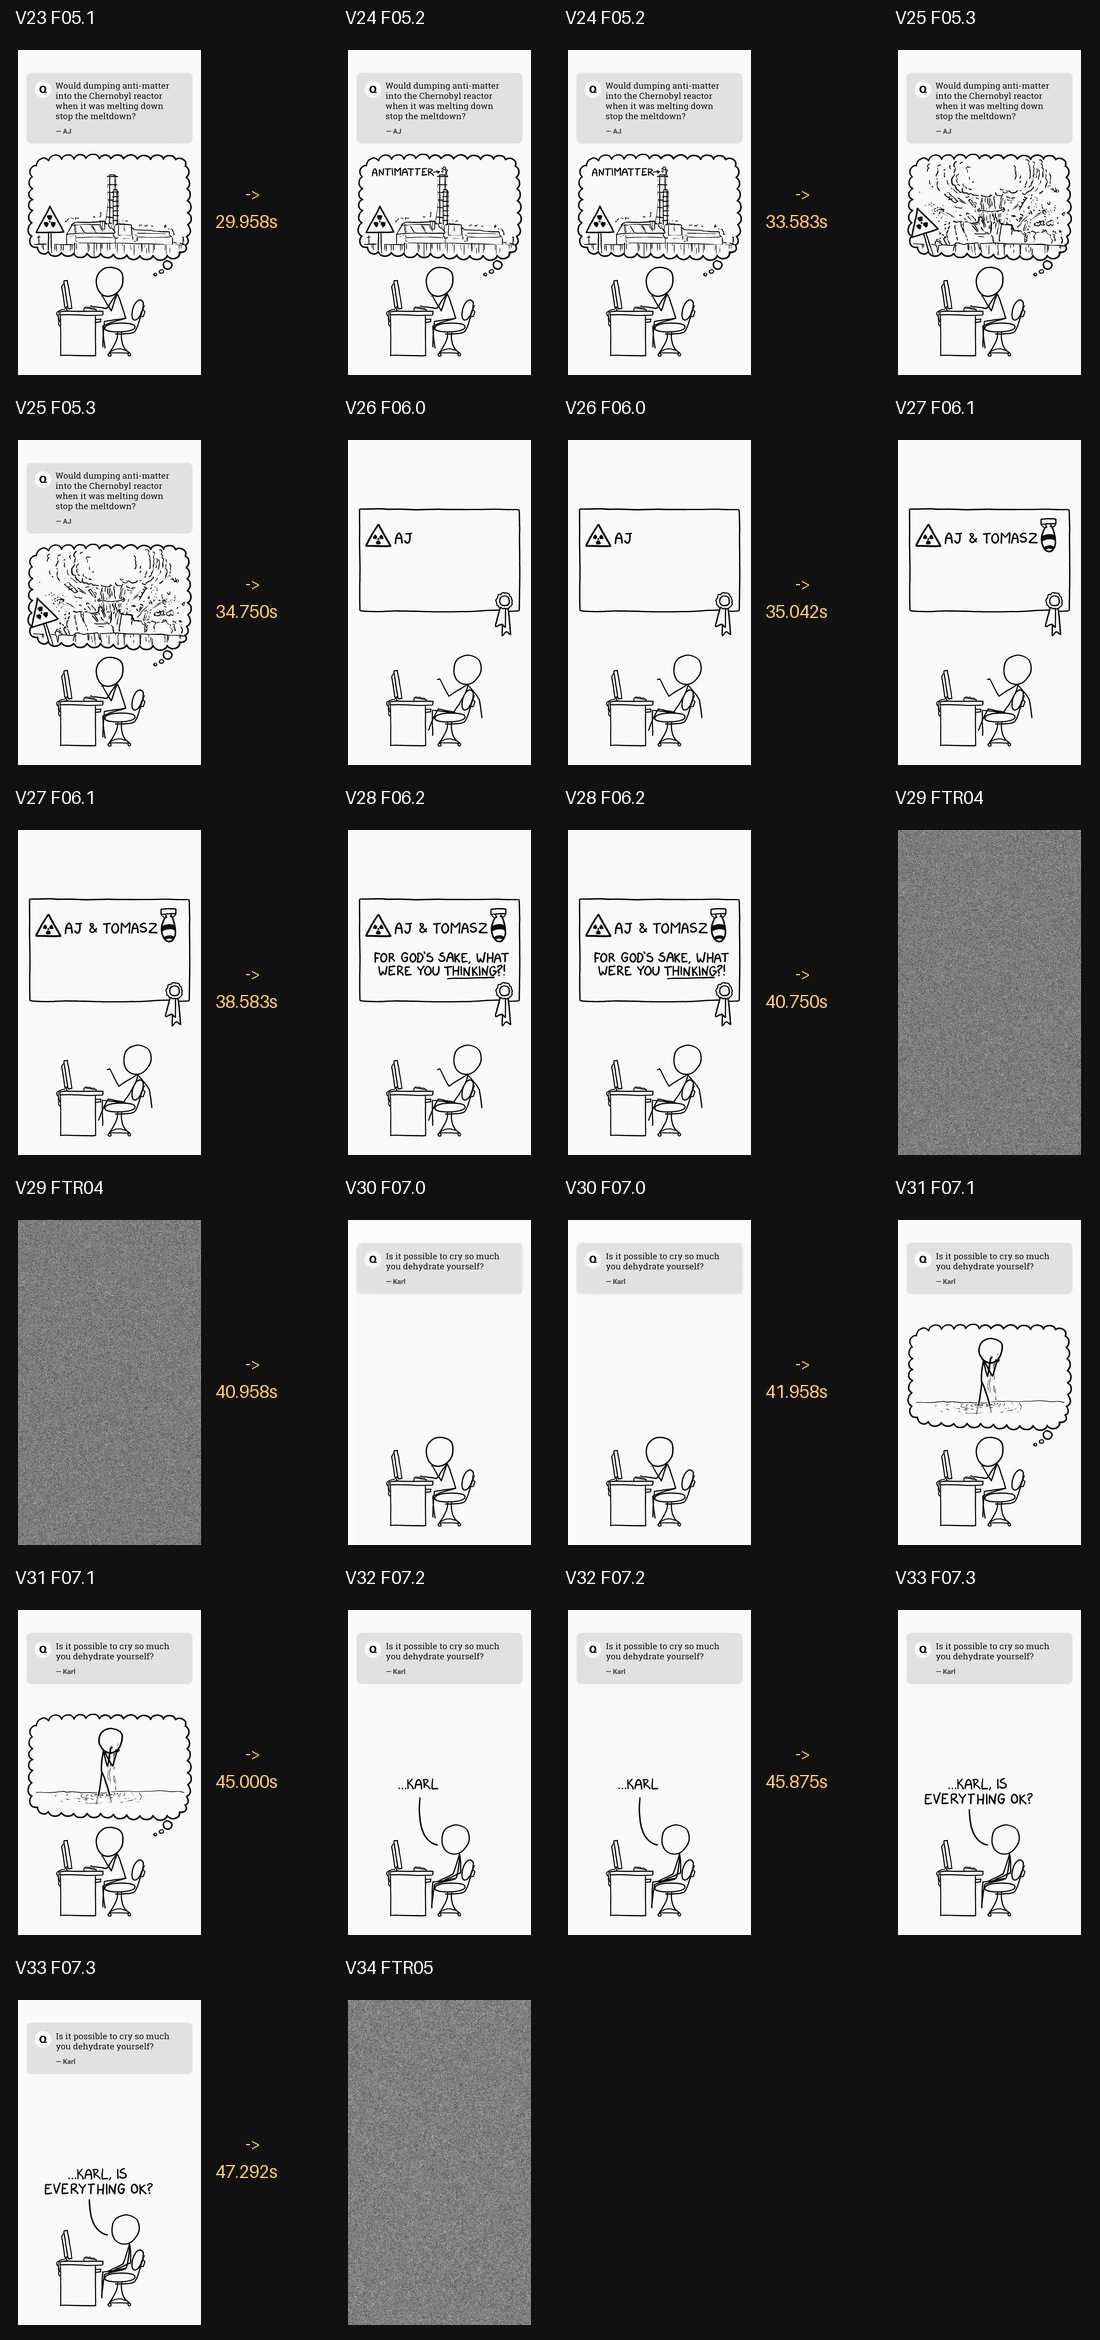 V23 F05.1
V24 F05.2
V24 F05.2
V25 F05.3
Q
Would dumping anti-matter
into the Chernobyl reactor
when it was melting down
stop the meltdown?
— AJ
->
29.958s
Q
Would dumping anti-matter
into the Chernobyl reactor
when it was melting down
stop the meltdown?
— AJ
ANTIMATTER→
Q
Would dumping anti-matter
into the Chernobyl reactor
when it was melting down
stop the meltdown?
— AJ
ANTIMATTER→
->
33.583s
Q
Would dumping anti-matter
into the Chernobyl reactor
when it was melting down
stop the meltdown?
— AJ
V25 F05.3
V26 F06.0
V26 F06.0
V27 F06.1
Q
Would dumping anti-matter
into the Chernobyl reactor
when it was melting down
stop the meltdown?
— AJ
->
34.750s
AJ
AJ
->
35.042s
AJ & TOMASZ
V27 F06.1
V28 F06.2
V28 F06.2
V29 FTR04
AJ & TOMASZ
->
38.583s
AJ & TOMASZ
FOR GOD'S SAKE, WHAT
WERE YOU THINKING?!
AJ & TOMASZ
FOR GOD'S SAKE, WHAT
WERE YOU THINKING?!
->
40.750s
V29 FTR04
V30 F07.0
V30 F07.0
V31 F07.1
->
40.958s
Q
Is it possible to cry so much
you dehydrate yourself?
— Karl
Q
Is it possible to cry so much
you dehydrate yourself?
— Karl
->
41.958s
Q
Is it possible to cry so much
you dehydrate yourself?
— Karl
V31 F07.1
V32 F07.2
V32 F07.2
V33 F07.3
Q
Is it possible to cry so much
you dehydrate yourself?
— Karl
->
45.000s
Q
Is it possible to cry so much
you dehydrate yourself?
— Karl
...KARL
Q
Is it possible to cry so much
you dehydrate yourself?
— Karl
...KARL
->
45.875s
Q
Is it possible to cry so much
you dehydrate yourself?
— Karl
...KARL, IS
EVERYTHING OK?
V33 F07.3
V34 FTR05
Q
Is it possible to cry so much
you dehydrate yourself?
— Karl
...KARL, IS
EVERYTHING OK?
->
47.292s